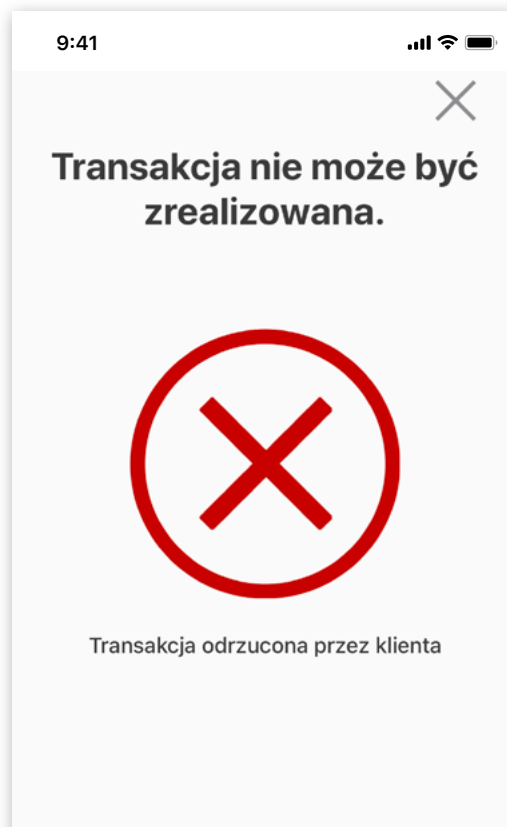 9:41
Transakcja nie może być
zrealizowana.
Transakcja odrzucona przez klienta